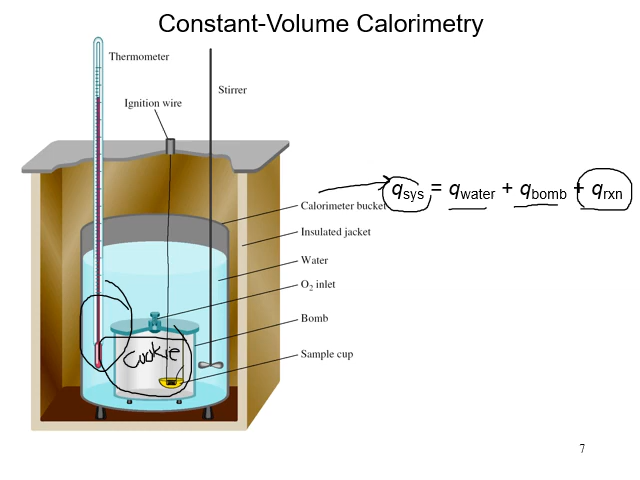 Constant-Volume Calorimetry
Thermometer
Ignition wire
Stirrer
qsys = qwater + qbomb + qrxn
Calorimeter bucket
Insulated jacket
Water
O2 inlet
Bomb
Cookie
Sample cup
7